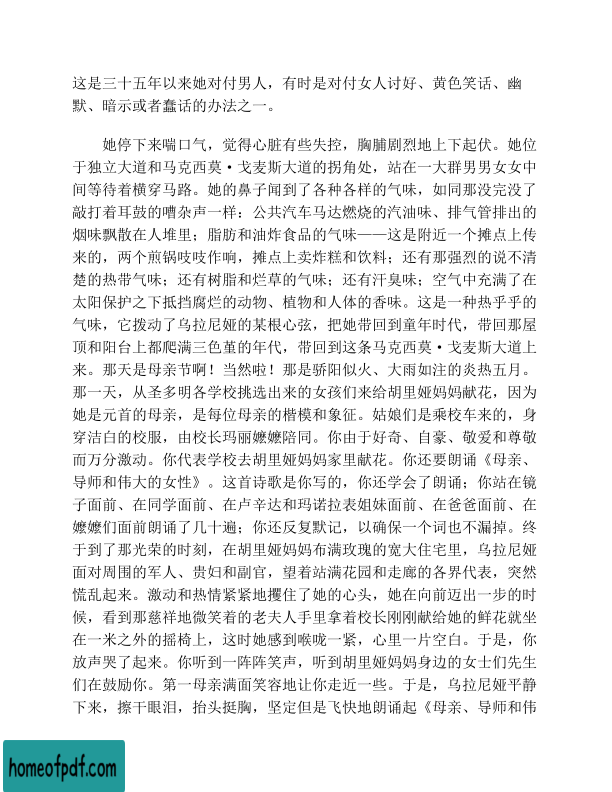 这是三十五年以来她对付男人，有时是对付女人讨好、黄色笑话、幽
默、暗示或者蠢话的办法之一。
她停下来喘口气，觉得心脏有些失控，胸脯剧烈地上下起伏。她位
于独立大道和马克西莫·戈麦斯大道的拐角处，站在一大群男男女女中
间等待着横穿马路。她的鼻子闻到了各种各样的气味，如同那没完没了的
敲打着耳鼓的嘈杂声一样：公共汽车马达燃烧的汽油味、排气管排出的
烟味飘散在人堆里；脂肪和油炸食品的气味——这是附近一个摊点上传
来的，两个煎锅吱吱作响，摊点上卖炸糕和饮料；还有那强烈的说不清
楚的热带气味；还有树脂和烂草的气味；还有汗臭味；空气中充满了在
太阳保护之下抵挡腐烂的动物、植物和人体的香味。这是一种热乎乎的
气味，它拨动了乌拉尼娅的某根心弦，把她带回到童年时代，带回那屋
顶和阳台上都爬满三色堇的年代，带回到这条马克西莫·戈麦斯大道上
来。那天是母亲节啊！当然啦！那是骄阳似火、大雨如注的炎热五月。
那一天，从圣多明各学校挑选出来的女孩们来给胡里娅妈妈献花，因为
她是元首的母亲，是每位母亲的楷模和象征。姑娘们是乘校车来的，身
穿洁白的校服，由校长玛丽嬷嬷陪同。你由于好奇、自豪、敬爱和尊敬
而万分激动。你代表学校去胡里娅妈妈家里献花。你还要朗诵《母亲、
导师和伟大的女性》。这首诗歌是你写的，你还学会了朗诵；你站在镜
子面前、在同学面前、在卢辛达和玛诺拉表姐妹面前、在爸爸面前、在
嬷嬷们面前朗诵了几十遍；你还反复默记，以确保一个词也不漏掉。终
于到了那光荣的时刻，在胡里娅妈妈布满玫瑰的宽大住宅里，乌拉尼娅
面对周围的军人、贵妇和副官，望着站满花园和走廊的各界代表，突然
慌乱起来。激动和热情紧紧地攫住了她的心头，她在向前迈出一步的时
候，看到那慈祥地微笑着的老夫人手里拿着校长刚刚献给她的鲜花就坐
在一米之外的摇椅上，这时她感到喉咙一紧，心里一片空白。于是，你
放声哭了起来。你听到一阵阵笑声，听到胡里娅妈妈身边的女士们先生
们在鼓励你。第一母亲满面笑容地让你走近一些。于是，乌拉尼娅平静
下来，擦干眼泪，抬头挺胸，坚定但是飞快地朗诵起《母亲、导师和伟
homeofpdf.com